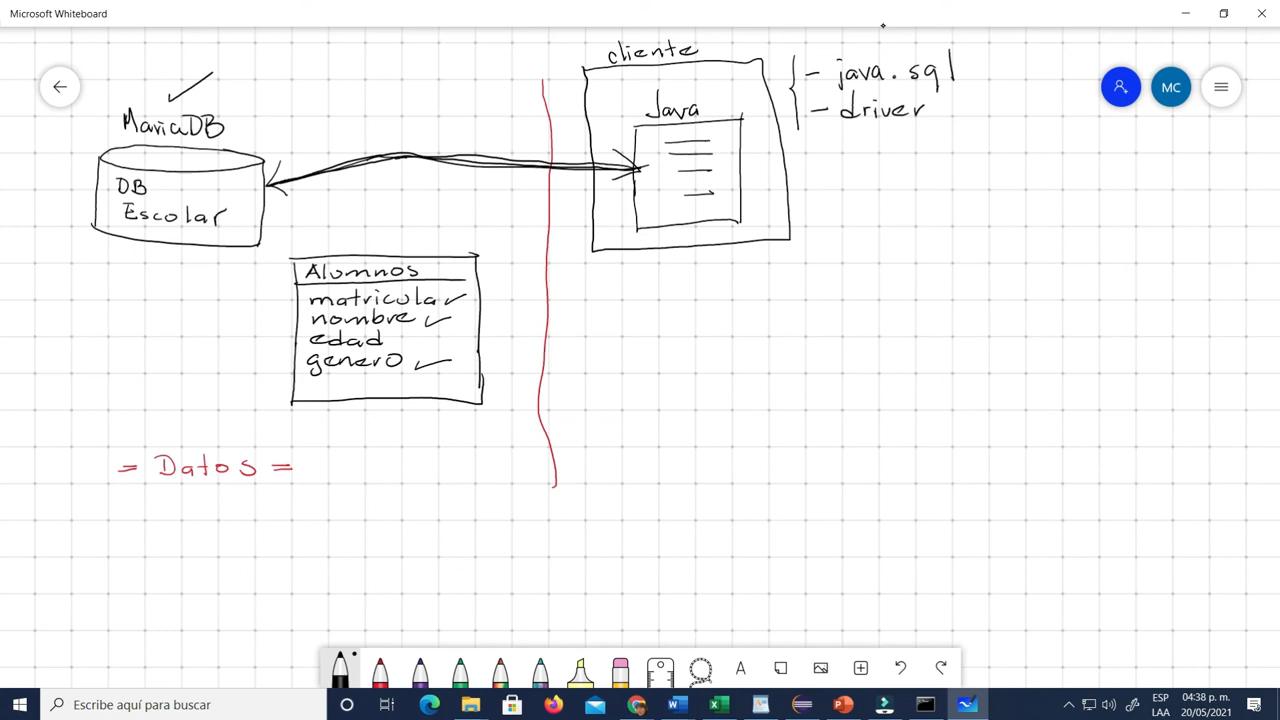 Microsoft Whiteboard
cliente
- java.sql
- driver
MC
MariaDB
Java
DB
Escolar
Alumnos
matricula
nombre
edad
genero
= Datos =
Escribe aquí para buscar
ESP
LAA
04:38 p. m.
20/05/2021